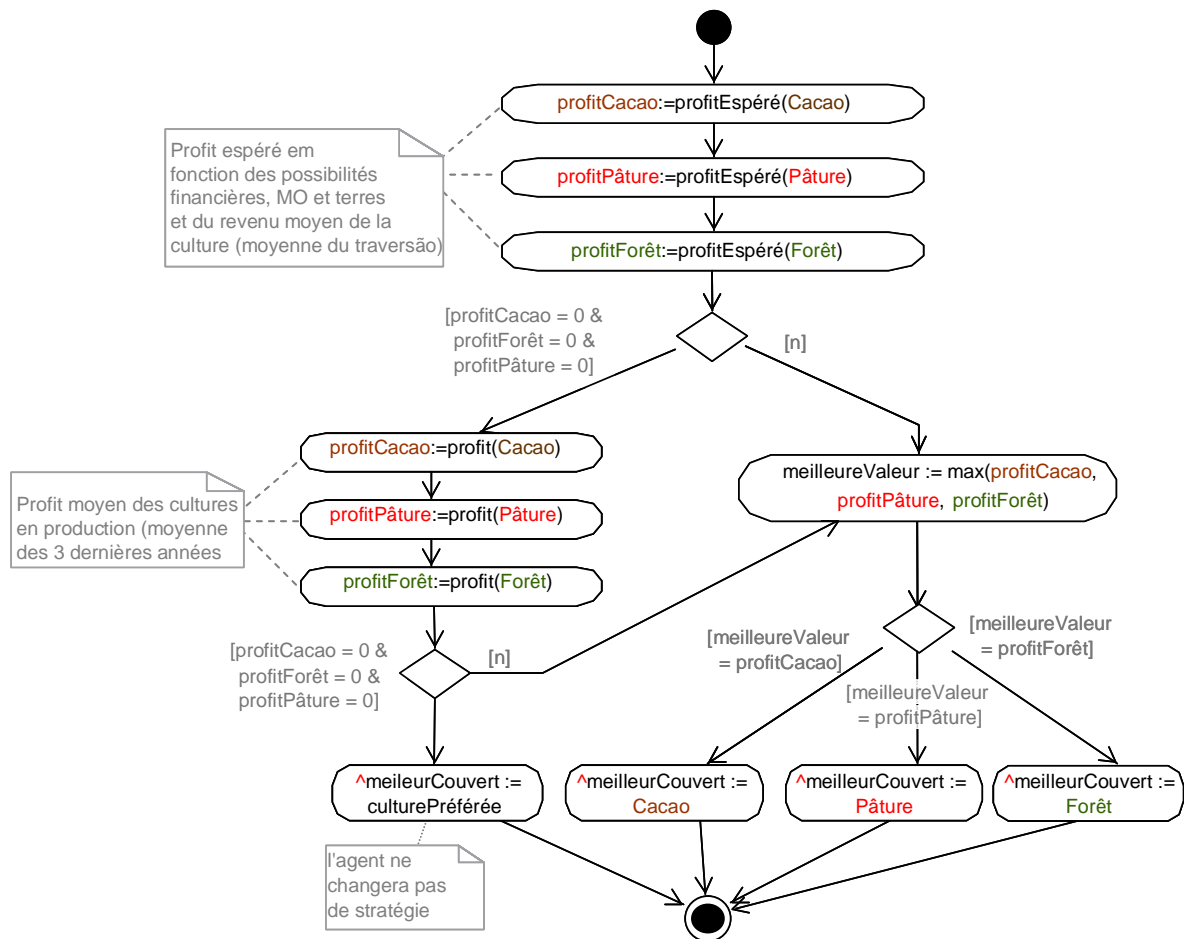 profitCacao:=profitEspéré(Cacao)
Profit espéré em
fonction des possibilités
financières, MO et terres
et du revenu moyen de la
culture (moyenne du traversão)
profitPâture:=profitEspéré(Pâture)
profitForêt:=profitEspéré(Forêt)
[profitCacao = 0 &
profitForêt = 0 &
profitPâture = 0]
[n]
profitCacao:=profit(Cacao)
Profit moyen des cultures
en production (moyenne
des 3 dernières années
profitPâture:=profit(Pâture)
profitForêt:=profit(Forêt)
meilleureValeur := max(profitCacao,
profitPâture, profitForêt)
[profitCacao = 0 &
profitForêt = 0 &
profitPâture = 0]
[n]
[meilleureValeur
= profitCacao]
[meilleureValeur
= profitPâture]
[meilleureValeur
= profitForêt]
^meileurCouvert :=
culturePréférée
^meilleurCouvert :=
Cacao
^meilleurCouvert :=
Pâture
^meilleurCouvert :=
Forêt
l'agent ne
changera pas
de stratégie